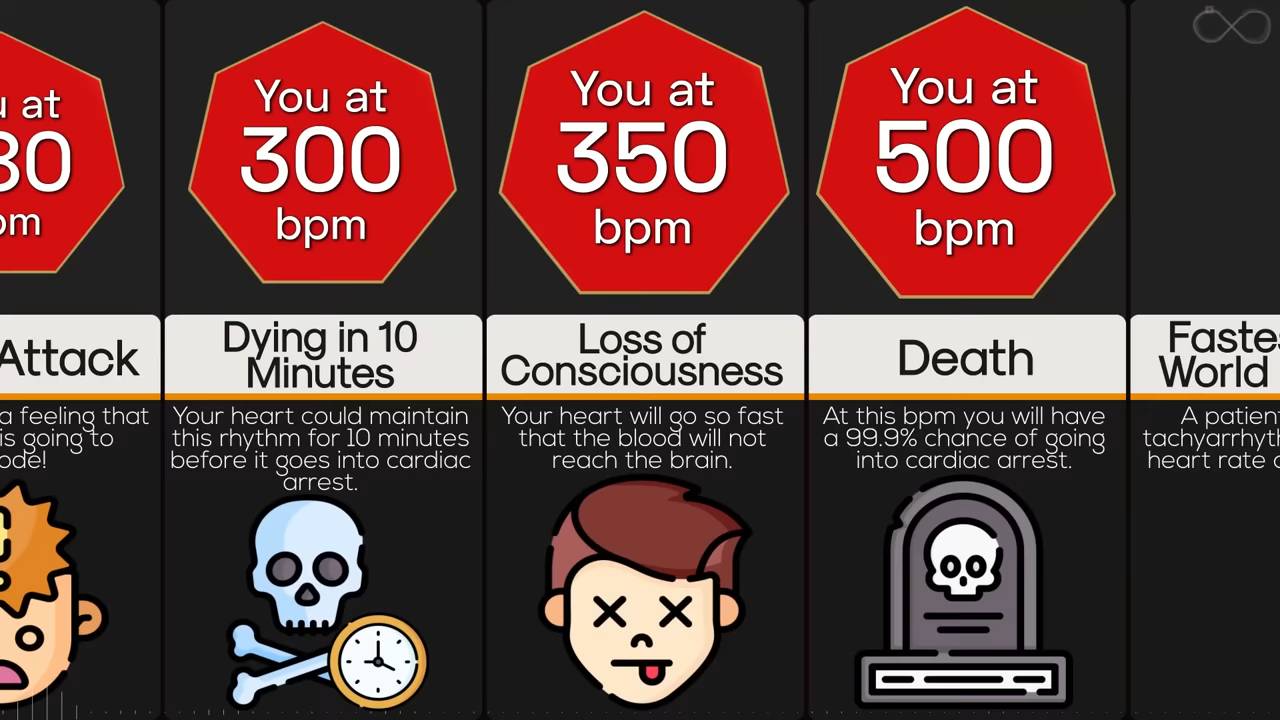 You at
300
bpm
Dying in 10
Minutes
Your heart could maintain
this rhythm for 10 minutes
before it goes into cardiac
arrest.
You at
350
bpm
Loss of
Consciousness
Your heart will go so fast
that the blood will not
reach the brain.
You at
500
bpm
Death
At this bpm you will have
a 99.9% chance of going
into cardiac arrest.
at
Attack
a feeling that
is going to
World
A
heart rate